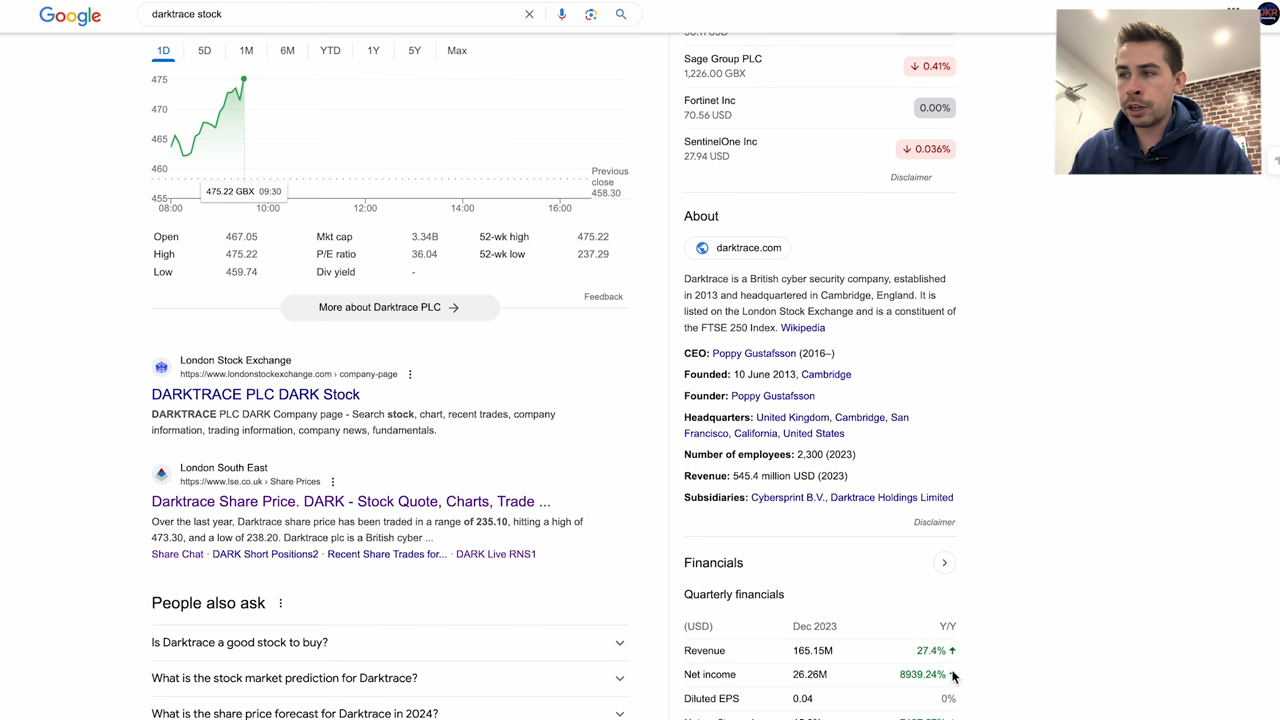 Google
darktrace stock
1D 5D 1M 6M YTD 1Y 5Y Max
475
470
465
460
455
475.22 GBX 09:30
Previous
close
458.30
08:00 10:00 12:00 14:00 16:00
Open 467.05 Mkt cap 3.34B 52-wk high 475.22
High 475.22 P/E ratio 36.04 52-wk low 237.29
Low 459.74 Div yield -
Feedback
More about Darktrace PLC →
London Stock Exchange
https://www.londonstockexchange.com › company-page
DARKTRACE PLC DARK Stock
DARKTRACE PLC DARK Company page - Search stock, chart, recent trades, company
information, trading information, company news, fundamentals.
London South East
https://www.lse.co.uk › Share Prices
Darktrace Share Price. DARK - Stock Quote, Charts, Trade ...
Over the last year, Darktrace share price has been traded in a range of 235.10, hitting a high of
473.30, and a low of 238.20. Darktrace plc is a British cyber ...
Share Chat · DARK Short Positions2 · Recent Share Trades for... · DARK Live RNS1
People also ask
Is Darktrace a good stock to buy?
What is the stock market prediction for Darktrace?
What is the share price forecast for Darktrace in 2024?
Sage Group PLC
1,226.00 GBX
↓ 0.41%
Fortinet Inc
70.56 USD
0.00%
SentinelOne Inc
27.94 USD
↓ 0.036%
Disclaimer
About
darktrace.com
Darktrace is a British cyber security company, established
in 2013 and headquartered in Cambridge, England. It is
listed on the London Stock Exchange and is a constituent of
the FTSE 250 Index. Wikipedia
CEO: Poppy Gustafsson (2016–)
Founded: 10 June 2013, Cambridge
Founder: Poppy Gustafsson
Headquarters: United Kingdom, Cambridge, San
Francisco, California, United States
Number of employees: 2,300 (2023)
Revenue: 545.4 million USD (2023)
Subsidiaries: Cybersprint B.V., Darktrace Holdings Limited
Disclaimer
Financials
Quarterly financials
(USD) Dec 2023 Y/Y
Revenue 165.15M 27.4% ↑
Net income 26.26M 8939.24%
Diluted EPS 0.04 0%